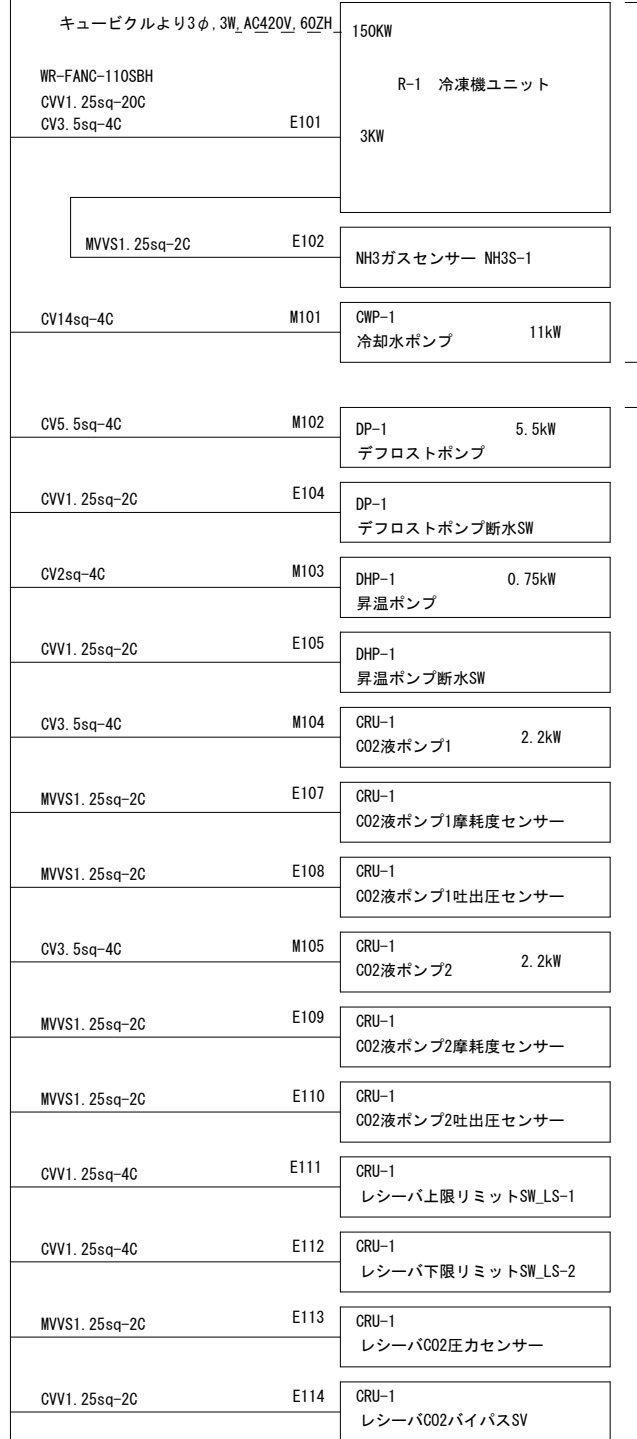 キュービクルより3φ,3W,AC420V,60ZH
150KW
WR-FANC-110SBH
R-1 冷凍機ユニット
CVV1.25sq-20C
CV3.5sq-4C E101
3KW
MVVS1.25sq-2C E102
NH3ガスセンサー NH3S-1
CV14sq-4C M101 CWP-1
冷却水ポンプ 11kW
CV5.5sq-4C M102 DP-1 5.5kW
デフロストポンプ
CVV1.25sq-2C E104 DP-1
デフロストポンプ断水SW
CV2sq-4C M103 DHP-1 0.75kW
昇温ポンプ
CVV1.25sq-2C E105 DHP-1
昇温ポンプ断水SW
CV3.5sq-4C M104 CRU-1
CO2液ポンプ1 2.2kW
MVVS1.25sq-2C E107 CRU-1
CO2液ポンプ1摩耗度センサー
MVVS1.25sq-2C E108 CRU-1
CO2液ポンプ1吐出圧センサー
CV3.5sq-4C M105 CRU-1
CO2液ポンプ2 2.2kW
MVVS1.25sq-2C E109 CRU-1
CO2液ポンプ2摩耗度センサー
MVVS1.25sq-2C E110 CRU-1
CO2液ポンプ2吐出圧センサー
CVV1.25sq-4C E111 CRU-1
レシーバ上限リミットSW_LS-1
CVV1.25sq-4C E112 CRU-1
レシーバ下限リミットSW_LS-2
MVVS1.25sq-2C E113 CRU-1
レシーバCO2圧力センサー
CVV1.25sq-2C E114 CRU-1
レシーバCO2バイパスSV